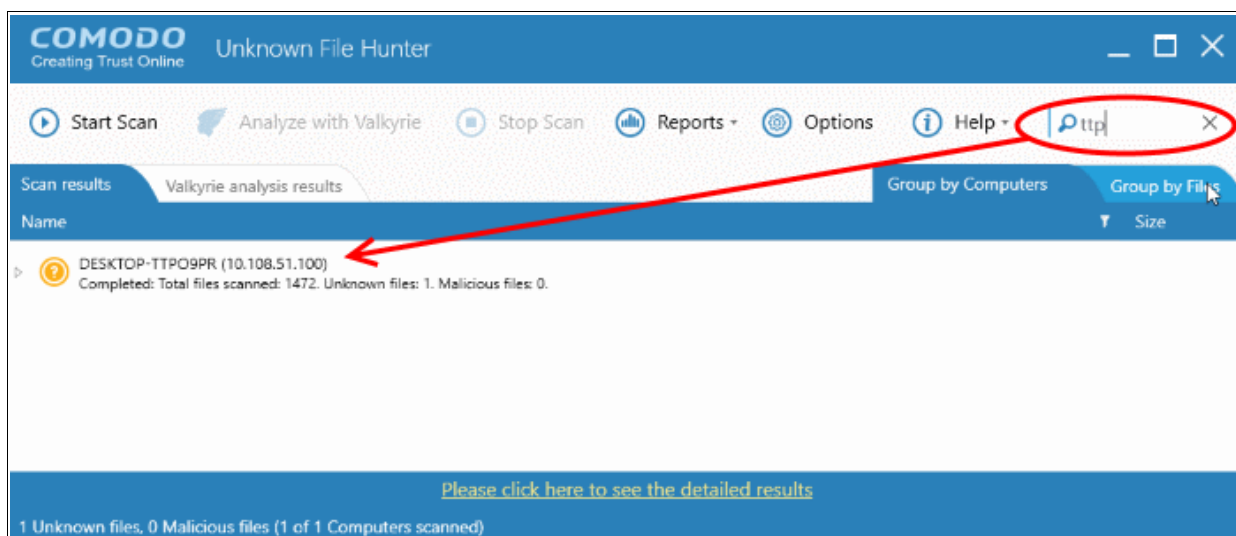 COMODO
Creating Trust Online
Unknown File Hunter
Start Scan Analyze with Valkyrie Stop Scan Reports Options Help ttp
Scan results Valkyrie analysis results Group by Computers Group by Files
Name Size
DESKTOP-TTPO9PR (10.108.51.100)
Completed: Total files scanned: 1472. Unknown files: 1. Malicious files: 0.
Please click here to see the detailed results
1 Unknown files, 0 Malicious files (1 of 1 Computers scanned)